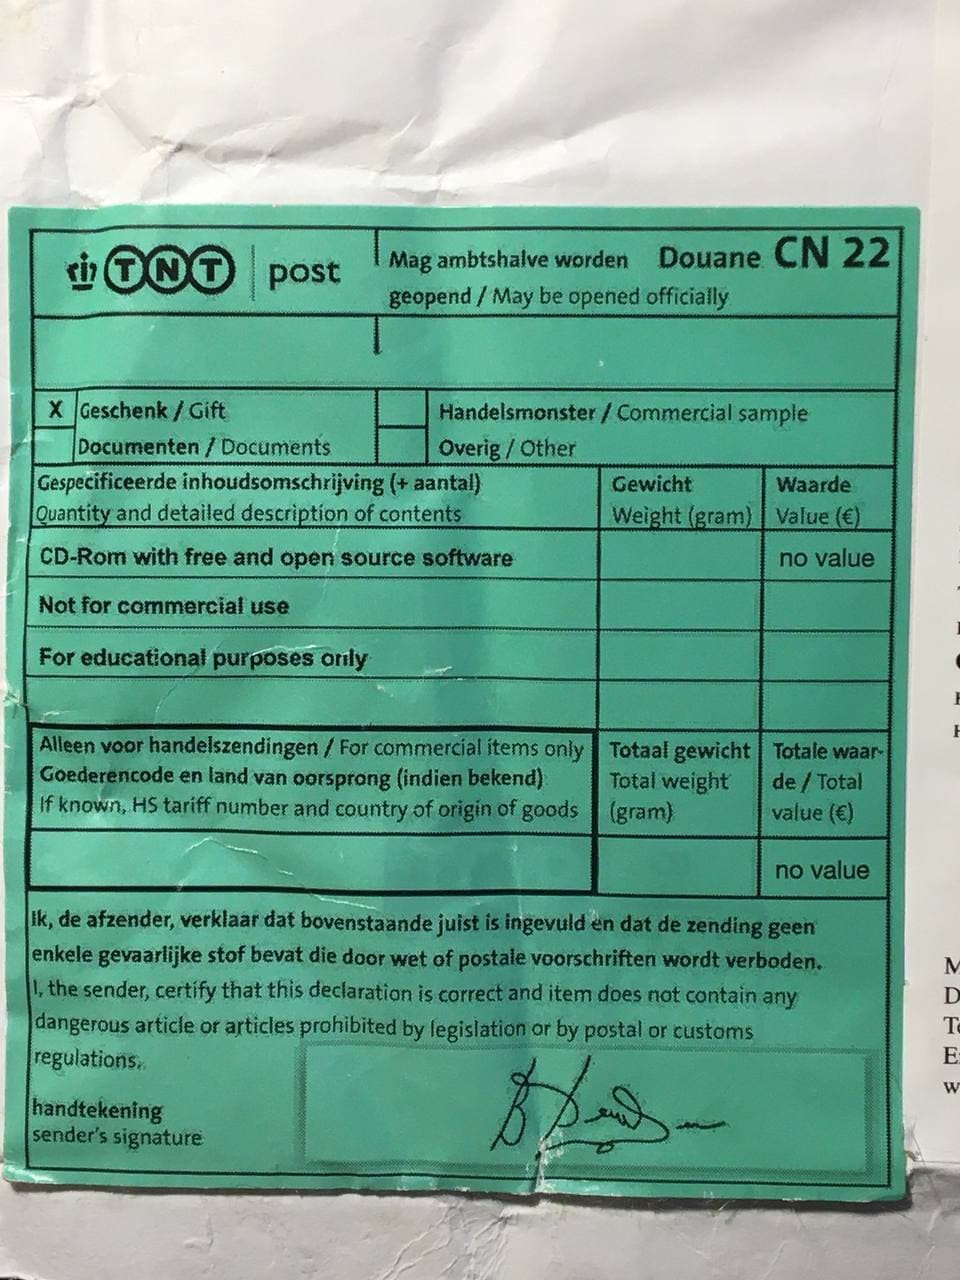 TNT post
Mag ambtshalve worden Douane CN 22
geopend / May be opened officially
X Geschenk / Gift
Handelsmonster / Commercial sample
Documenten / Documents
Overig / Other
Gespecificeerde inhoudsomschrijving (+ aantal)
Quantity and detailed description of contents
Gewicht
Weight (gram)
Waarde
Value (€)
CD-Rom with free and open source software
no value
Not for commercial use
For educational purposes only
Alleen voor handelszendingen / For commercial items only
Goederencode en land van oorsprong (indien bekend)
If known, HS tariff number and country of origin of goods
Totaal gewicht
Total weight
(gram)
Totale waar-
de / Total
value (€)
no value
Ik, de afzender, verklaar dat bovenstaande juist is ingevuld en dat de zending geen
enkele gevaarlijke stof bevat die door wet of postale voorschriften wordt verboden.
I, the sender, certify that this declaration is correct and item does not contain any
dangerous article or articles prohibited by legislation or by postal or customs
regulations.
handtekening
sender's signature